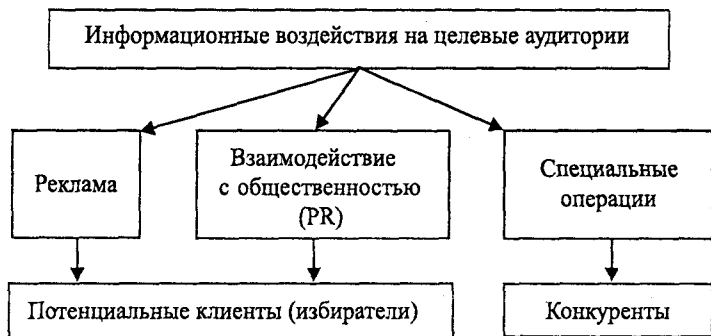 Информационные воздействия на целевые аудитории
Реклама
Взаимодействие
с общественностью
(PR)
Специальные
операции
Потенциальные клиенты (избиратели)
Конкуренты